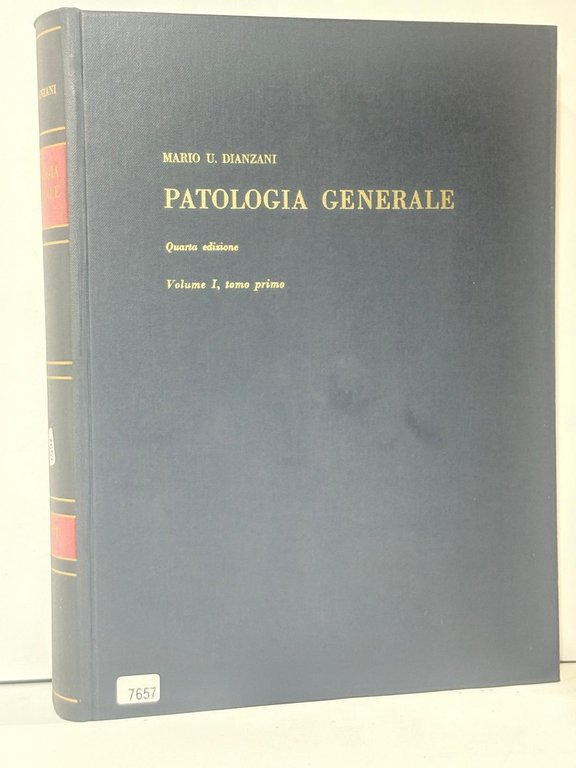 MARIO U. DIANZANI
PATOLOGIA GENERALE
Quarta edizione
Volume I, tomo primo
7657